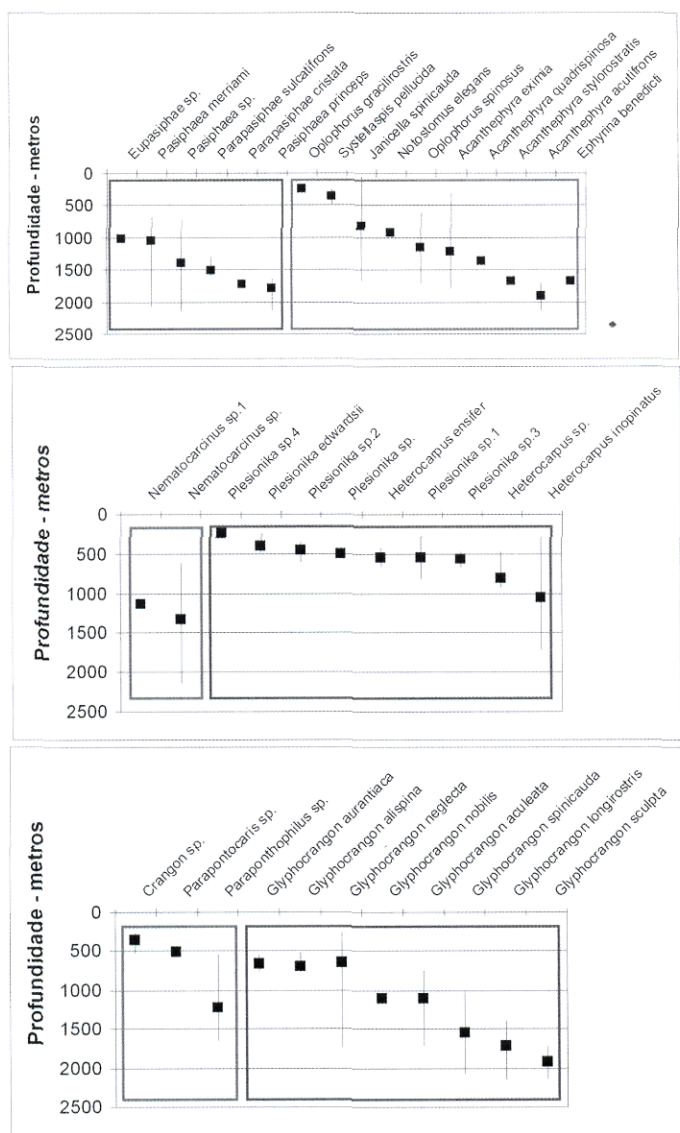 Eupasiphae sp.
Pasiphaea merriami
Pasiphaea sp.
Parapasiphae sulcatifrons
Parapasiphae cristata
Pasiphaea princeps
Oplophorus gracilirostris
Systellaspis pellucida
Janicella spinicauda
Notostomus elegans
Oplophorus spinosus
Acanthephyra eximia
Acanthephyra quadrispinosa
Acanthephyra stylorostratis
Acanthephyra acutifrons
Ephyrina benedicti
Profundidade - metros
0
500
1000
1500
2000
2500
Nematocarcinus sp.1
Nematocarcinus sp.
Plesionika sp.4
Plesionika edwardsii
Plesionika sp.2
Plesionika sp.
Heterocarpus ensifer
Plesionika sp.1
Plesionika sp.3
Heterocarpus sp.
Heterocarpus inopinatus
Profundidade - metros
0
500
1000
1500
2000
2500
Crangon sp.
Parapontocaris sp.
Paraponthophilus sp.
Glyphocrangon aurantiaca
Glyphocrangon alispina
Glyphocrangon neglecta
Glyphocrangon nobilis
Glyphocrangon aculeata
Glyphocrangon spinicauda
Glyphocrangon longirostris
Glyphocrangon sculpta
Profundidade - metros
0
500
1000
1500
2000
2500